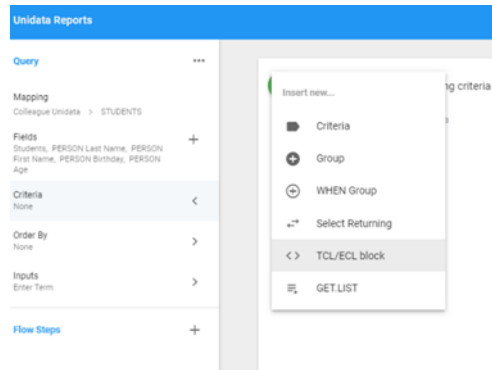 Unidata Reports
Query
Mapping
Colleague Unidata > STUDENTS
Fields
Students, PERSON Last Name, PERSON
First Name, PERSON Birthday, PERSON
Age
Criteria
None
Order By
None
Inputs
Enter Term
Flow Steps
Insert new...
ng criteria
Criteria
Group
WHEN Group
Select Returning
TCL/ECL block
GET.LIST